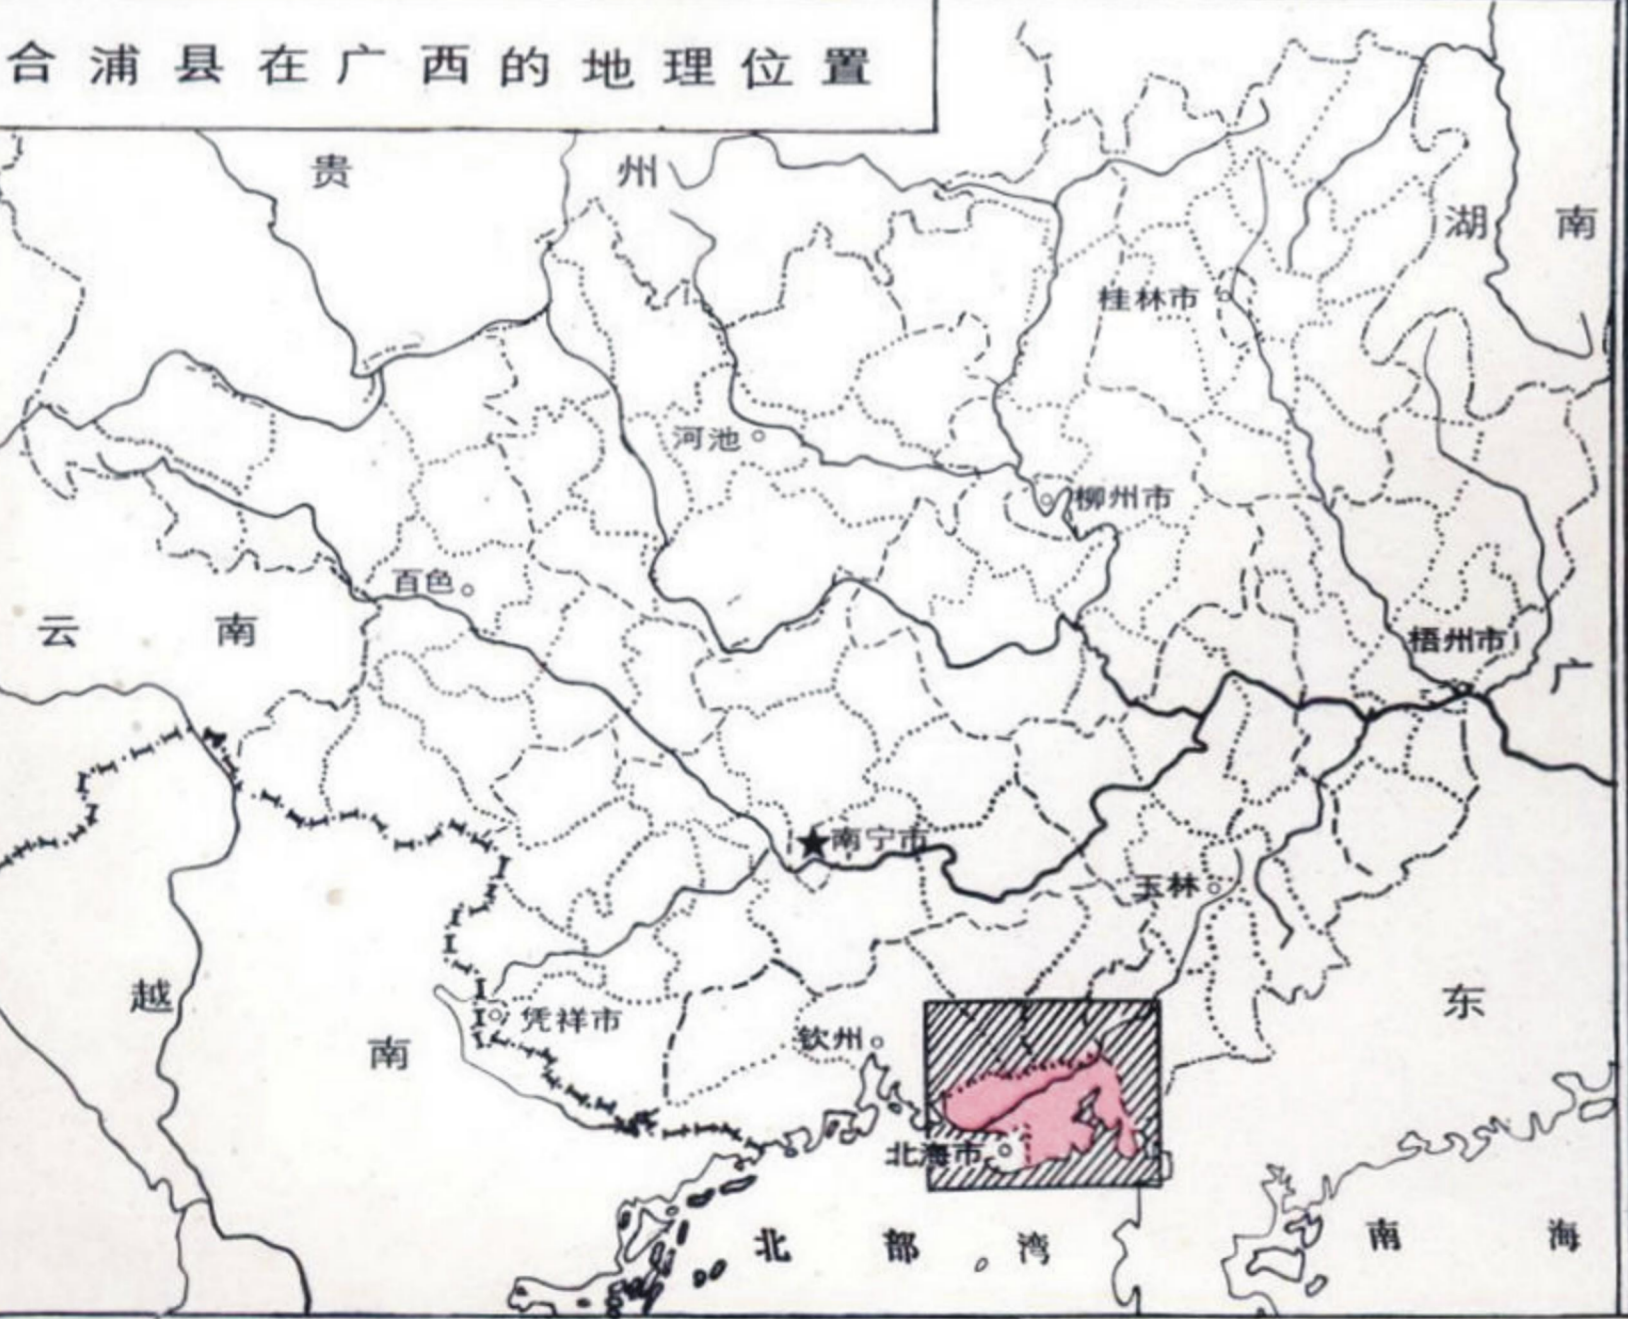 合浦县在广西的地理位置
贵州
湖南
桂林市
河池
柳州市
百色
云南
梧州市
广东
南宁市
玉林
越南
凭祥市
钦州
北海市
北部湾
南海